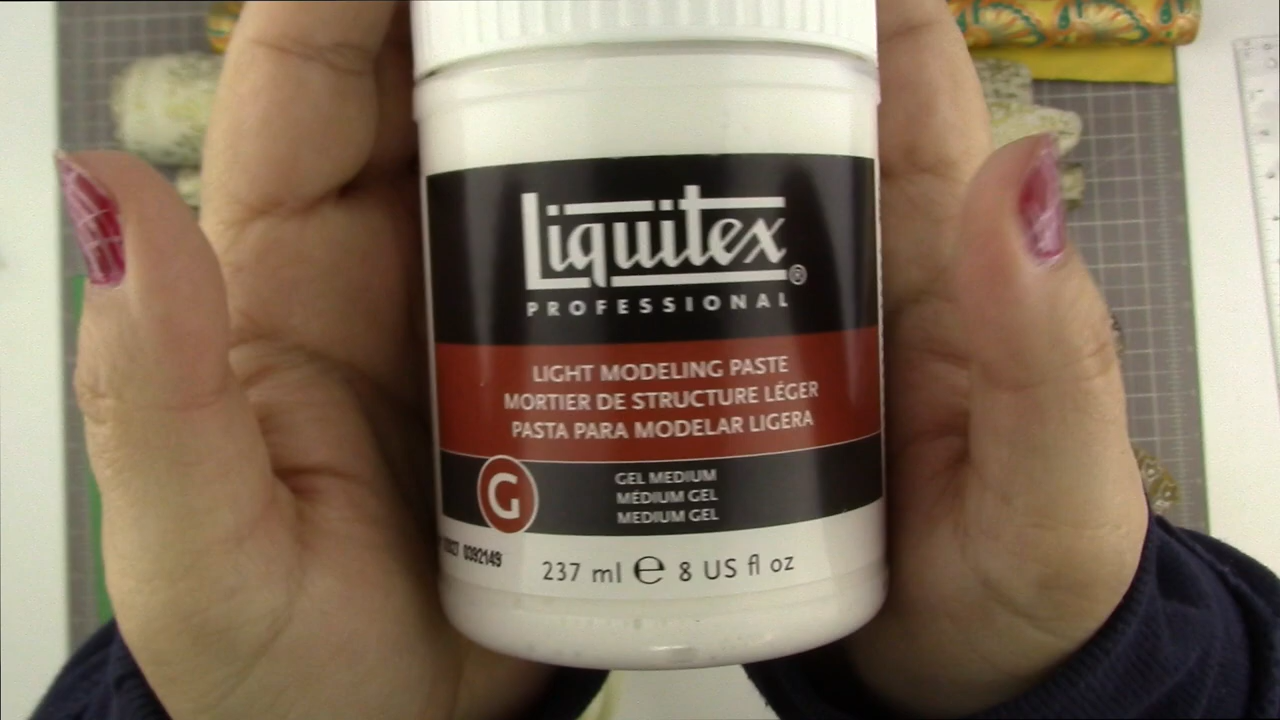 Liquitex®
PROFESSIONAL
LIGHT MODELING PASTE
MORTIER DE STRUCTURE LÉGER
PASTA PARA MODELAR LIGERA
G
GEL MEDIUM
MÉDIUM GEL
MEDIUM GEL
0392149
237 ml ℮ 8 US fl oz